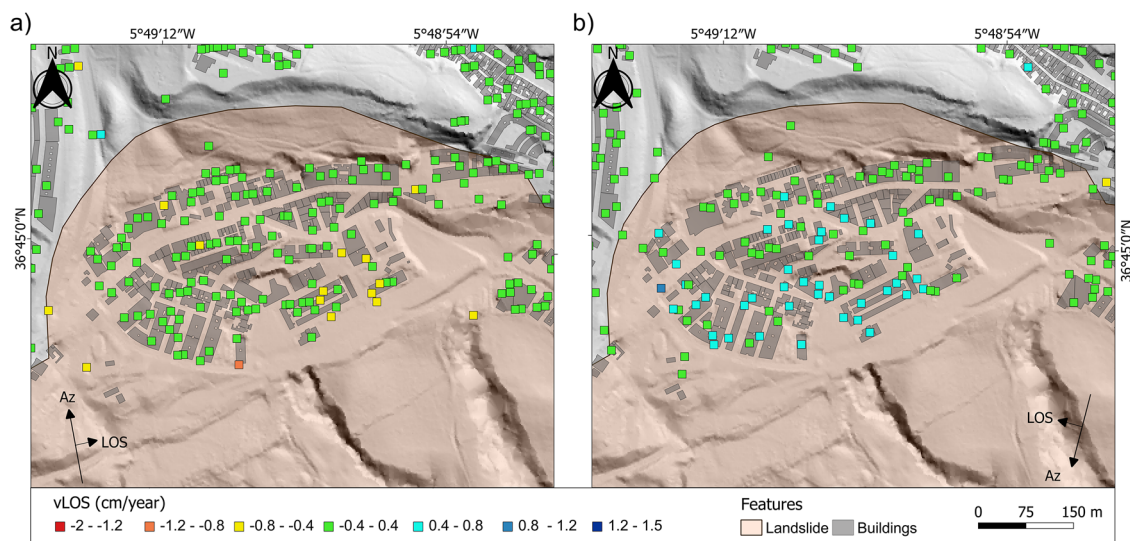 a)
b)
5°49'12"W
5°48'54"W
5°49'12"W
5°48'54"W
N
N
36°45'0"N
36°45'0"N
Az
LOS
LOS
Az
vLOS (cm/year)
-2 - -1.2
-1.2 - -0.8
-0.8 - -0.4
-0.4 - 0.4
0.4 - 0.8
0.8 - 1.2
1.2 - 1.5
Features
Landslide
Buildings
0 75 150 m